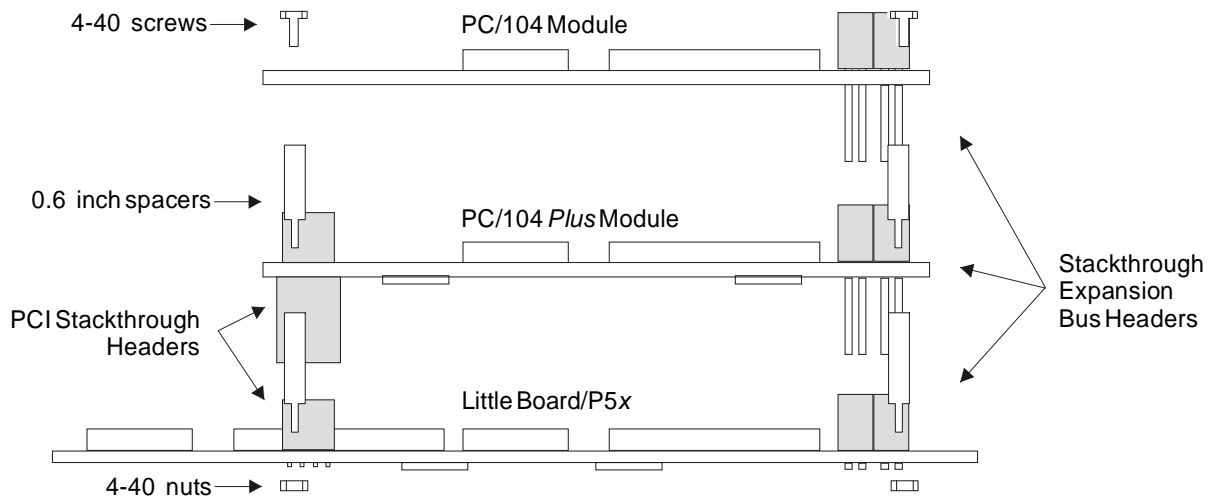 4-40 screws
PC/104 Module
0.6 inch spacers
PC/104 Plus Module
Stackthrough
Expansion
Bus Headers
PCI Stackthrough
Headers
Little Board/P5x
4-40 nuts